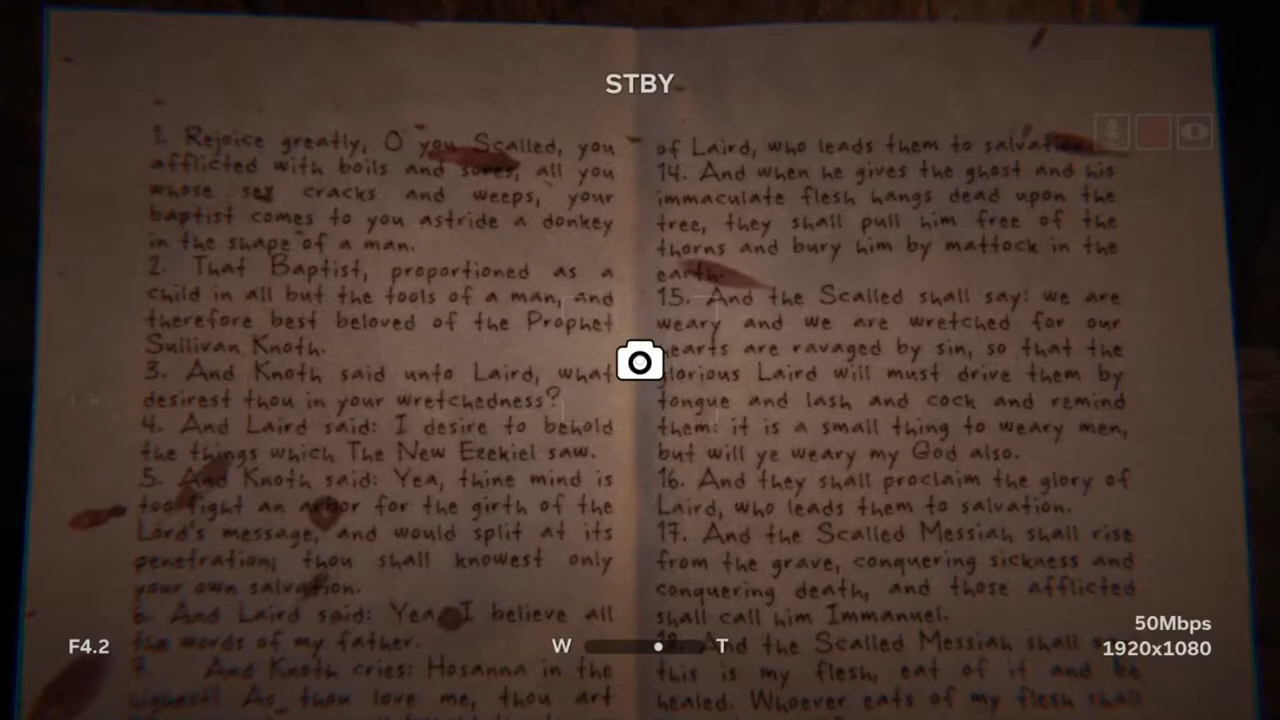 STBY
1. Rejoice greatly, O you Scalled, you
afflicted with boils and sores, all you
whose sex cracks and weeps, your
baptist comes to you astride a donkey
in the shape of a man.
2. That Baptist, proportioned as a
child in all but the tools of a man, and
therefore best beloved of the Prophet
Sullivan Knoth.
3. And Knoth said unto Laird, what
desirest thou in your wretchedness?
4. And Laird said: I desire to behold
the things which The New Ezekiel saw.
5. And Knoth said: Yea, thine mind is
too tight an arbor for the girth of the
Lord's message, and would split at its
penetration; thou shall knowest only
your own salvation.
6. And Laird said: Yea, I believe all
the words of my father.
7. And Knoth cries: Hosanna in the
highest! As thou love me, thou art
of Laird, who leads them to salvation.
14. And when he gives the ghost and his
immaculate flesh hangs dead upon the
tree, they shall pull him free of the
thorns and bury him by mattock in the
earth.
15. And the Scalled shall say: we are
weary and we are wretched for our
hearts are ravaged by sin, so that the
glorious Laird will must drive them by
tongue and lash and cock and remind
them: it is a small thing to weary men,
but will ye weary my God also.
16. And they shall proclaim the glory of
Laird, who leads them to salvation.
17. And the Scalled Messiah shall rise
from the grave, conquering sickness and
conquering death, and those afflicted
shall call him Immanuel.
18. And the Scalled Messiah shall
this is my flesh, eat of it and be
healed. Whoever eats of my flesh shall
F4.2
W
T
50Mbps
1920x1080